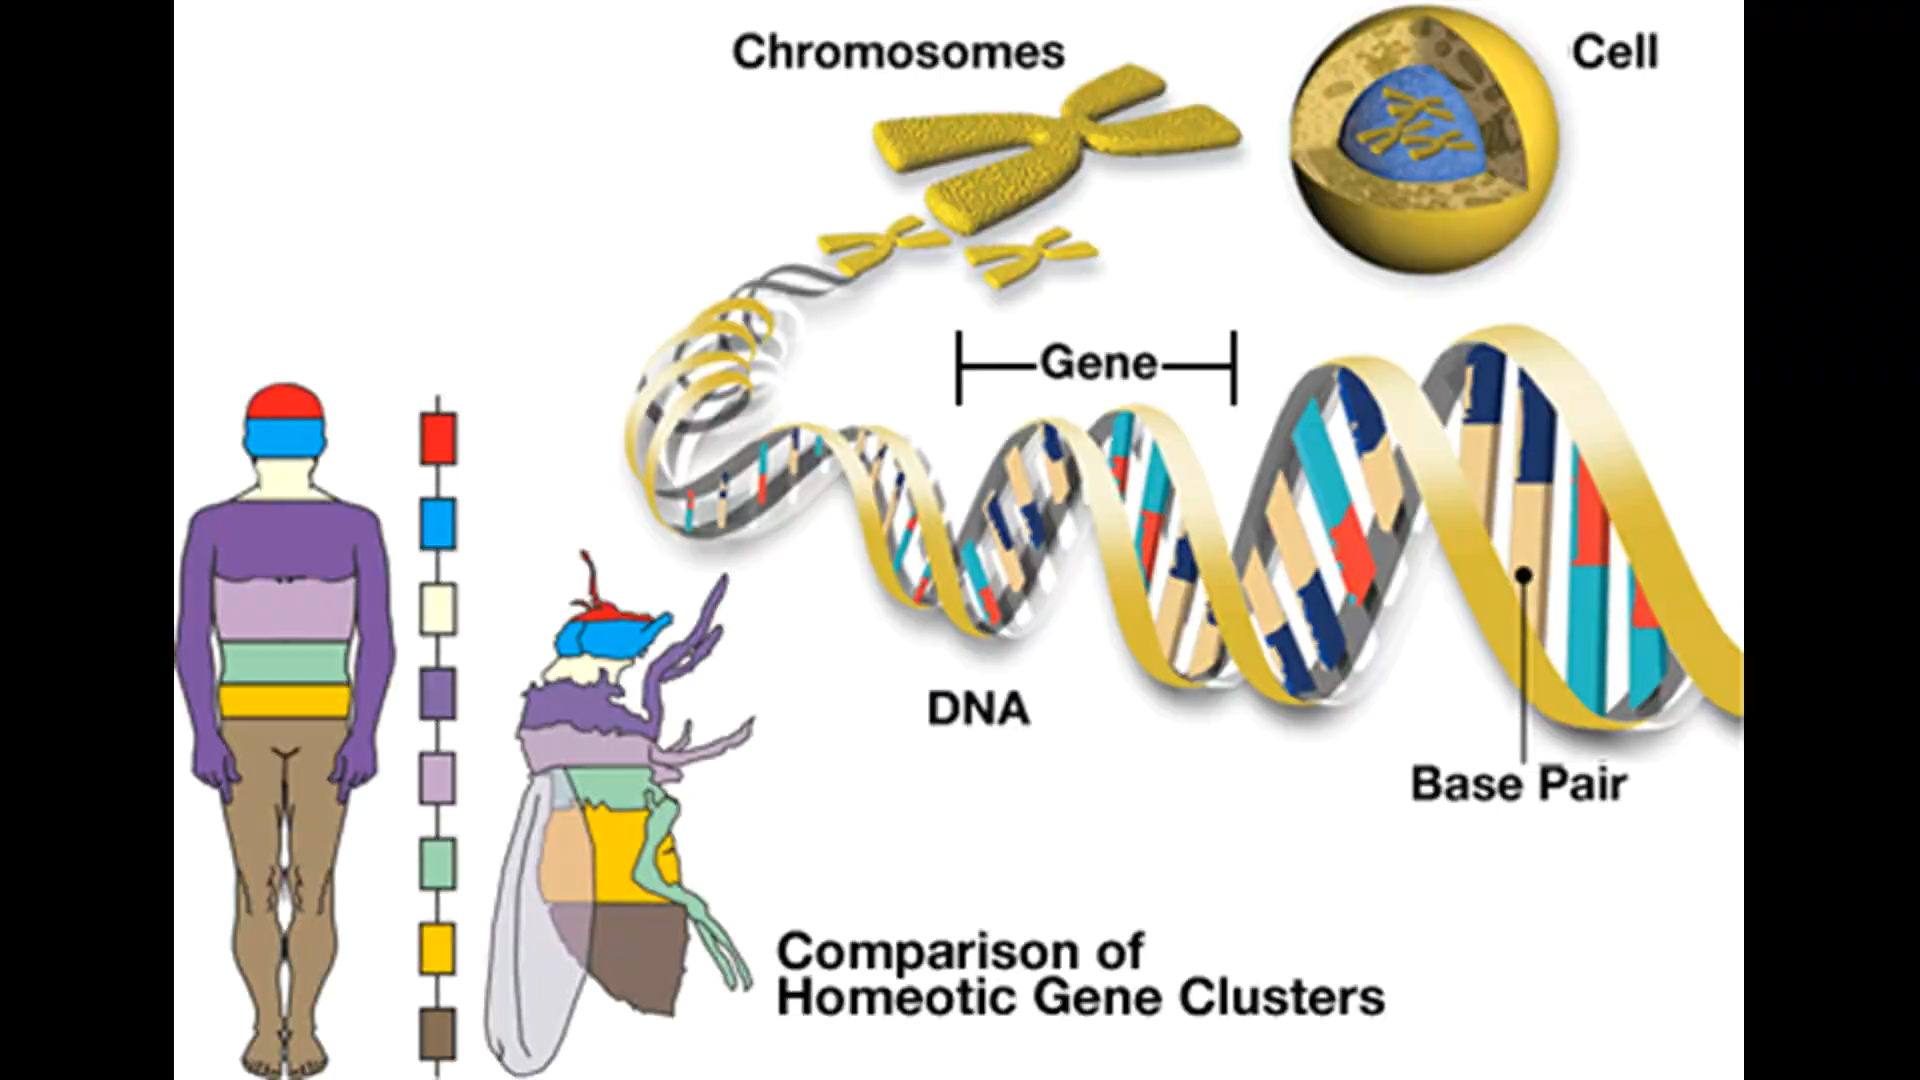 Chromosomes
Cell
Gene
DNA
Base Pair
Comparison of
Homeotic Gene Clusters